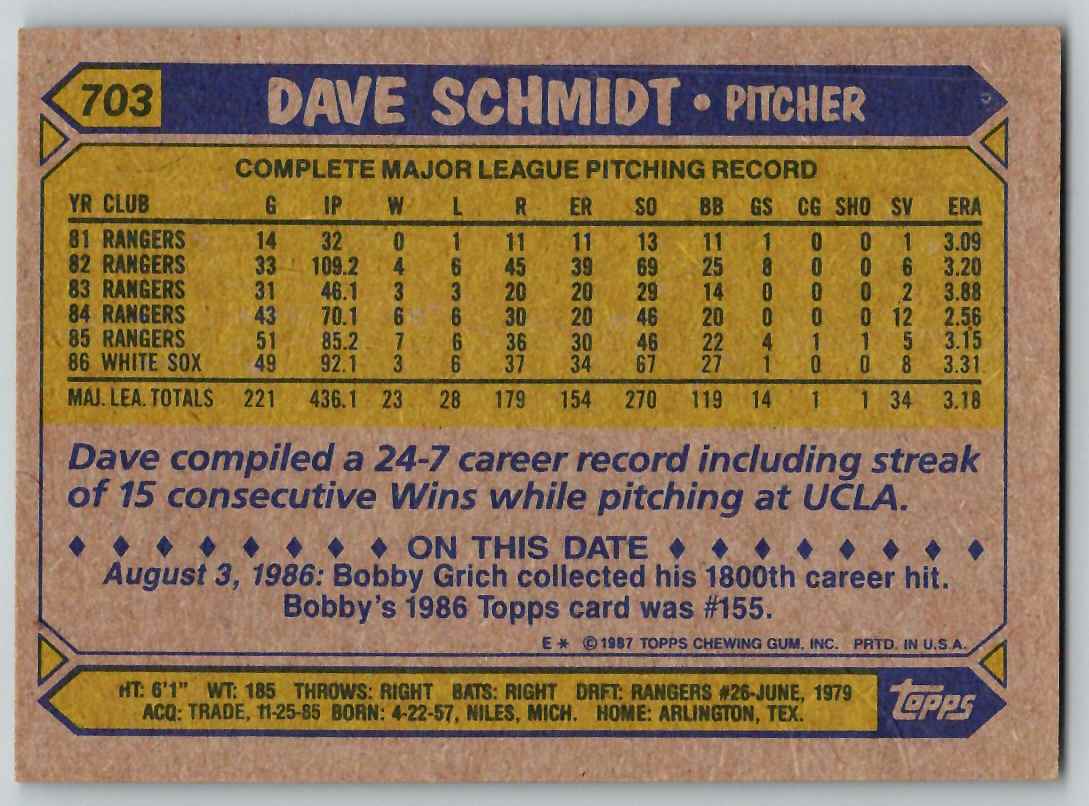 703 DAVE SCHMIDT • PITCHER
COMPLETE MAJOR LEAGUE PITCHING RECORD
YR CLUB G IP W L R ER SO BB GS CG SHO SV ERA
81 RANGERS 14 32 0 1 11 11 13 11 1 0 0 1 3.09
82 RANGERS 33 109.2 4 6 45 39 69 25 8 0 0 6 3.20
83 RANGERS 31 46.1 3 3 20 20 29 14 0 0 0 2 3.88
84 RANGERS 43 70.1 6 6 30 20 46 20 0 0 0 12 2.56
85 RANGERS 51 85.2 7 6 36 30 46 22 4 1 1 5 3.15
86 WHITE SOX 49 92.1 3 6 37 34 67 27 1 0 0 8 3.31
MAJ. LEA. TOTALS 221 436.1 23 28 179 154 270 119 14 1 1 34 3.18
Dave compiled a 24-7 career record including streak
of 15 consecutive Wins while pitching at UCLA.
♦ ♦ ♦ ♦ ♦ ♦ ♦ ♦ ON THIS DATE ♦ ♦ ♦ ♦ ♦ ♦ ♦ ♦
August 3, 1986: Bobby Grich collected his 1800th career hit.
Bobby's 1986 Topps card was #155.
E * ©1987 TOPPS CHEWING GUM, INC. PRTD. IN U.S.A.
HT: 6'1" WT: 185 THROWS: RIGHT BATS: RIGHT DRFT: RANGERS #26-JUNE, 1979
ACQ: TRADE, 11-25-85 BORN: 4-22-57, NILES, MICH. HOME: ARLINGTON, TEX.
topps